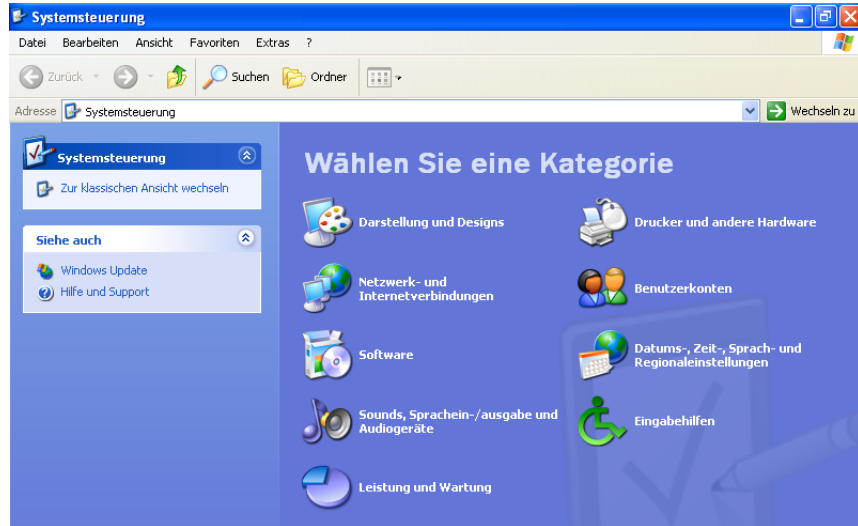 Systemsteuerung
Datei Bearbeiten Ansicht Favoriten Extras ?
Zurück Suchen Ordner
Adresse Systemsteuerung Wechseln zu
Systemsteuerung
Zur klassischen Ansicht wechseln
Siehe auch
Windows Update
Hilfe und Support
Wählen Sie eine Kategorie
Darstellung und Designs
Drucker und andere Hardware
Netzwerk- und
Internetverbindungen
Benutzerkonten
Software
Datums-, Zeit-, Sprach- und
Regionaleinstellungen
Sounds, Sprachein-/ausgabe und
Audiogeräte
Eingabehilfen
Leistung und Wartung